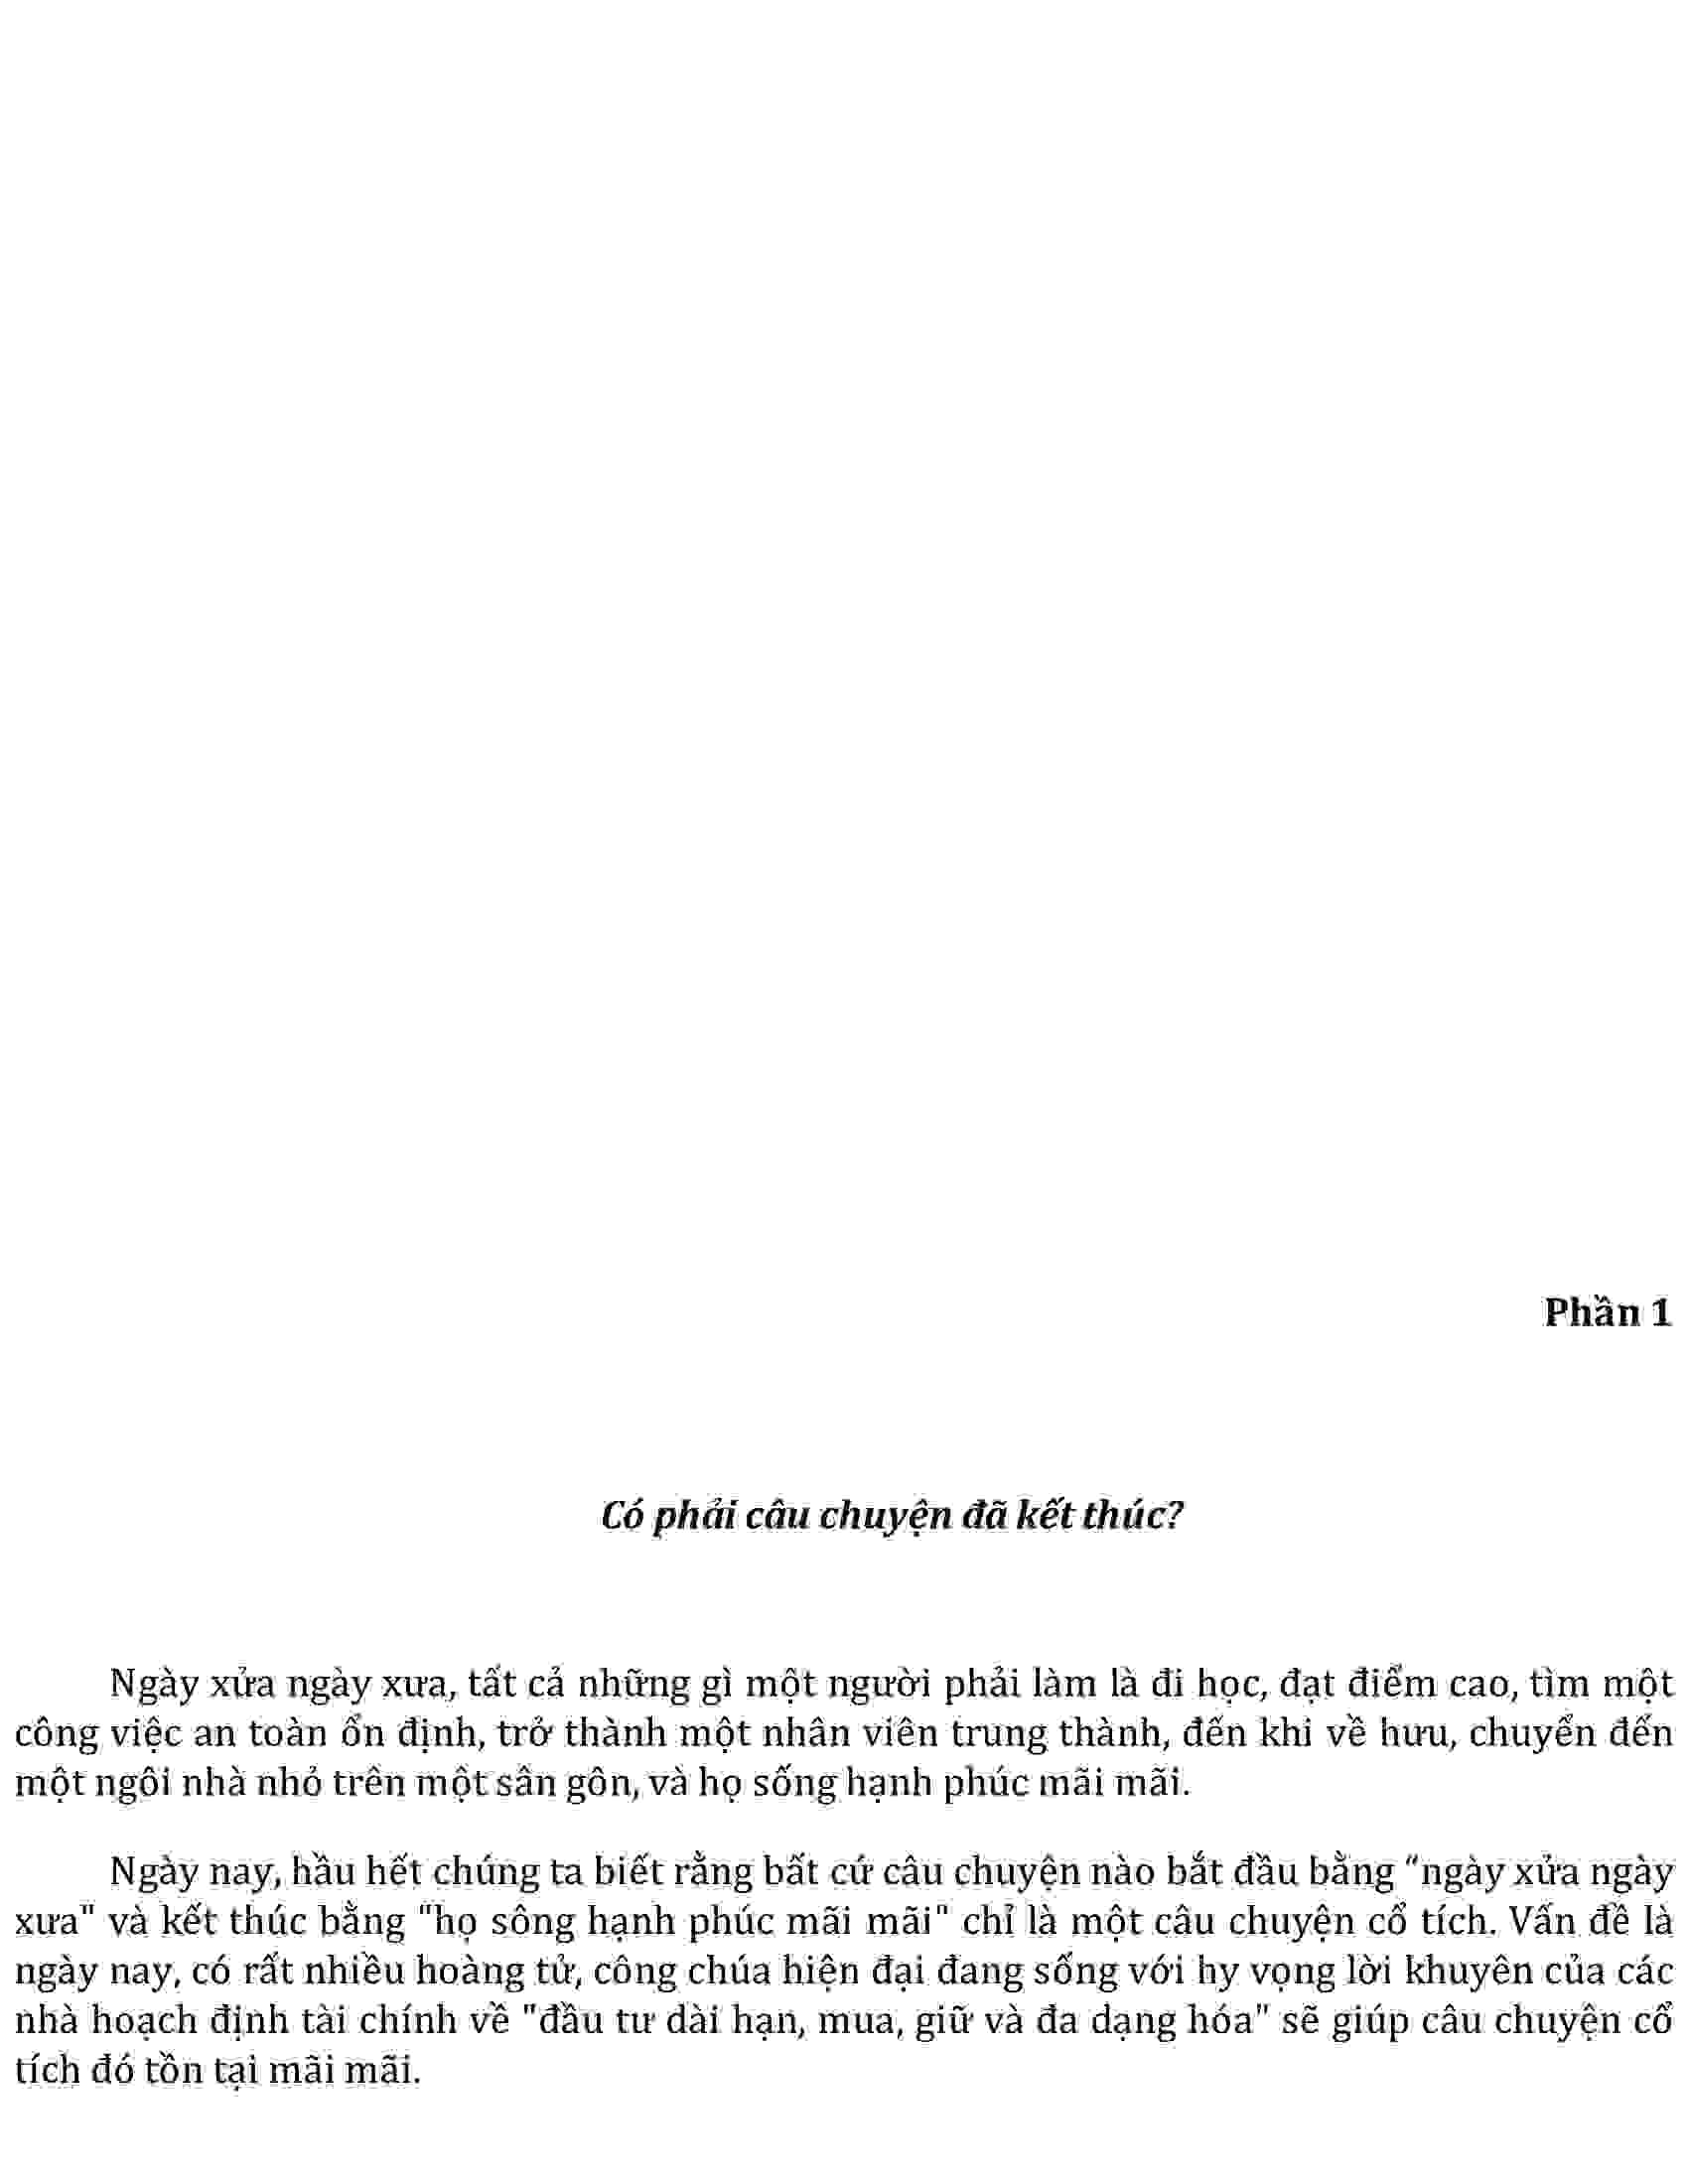 Phần 1
Có phải câu chuyện đã kết thúc?
Ngày xửa ngày xưa, tất cả những gì một người phải làm là đi học, đạt điểm cao, tìm một
công việc an toàn ổn định, trở thành một nhân viên trung thành, đến khi về hưu, chuyển đến
một ngôi nhà nhỏ trên một sân gôn, và họ sống hạnh phúc mãi mãi.
Ngày nay, hầu hết chúng ta biết rằng bất cứ câu chuyện nào bắt đầu bằng “ngày xửa ngày
xưa" và kết thúc bằng "họ sông hạnh phúc mãi mãi" chỉ là một câu chuyện cổ tích. Vấn đề là
ngày nay, có rất nhiều hoàng tử, công chúa hiện đại đang sống với hy vọng lời khuyên của các
nhà hoạch định tài chính về "đầu tư dài hạn, mua, giữ và đa dạng hóa" sẽ giúp câu chuyện cổ
tích đó tồn tại mãi mãi.